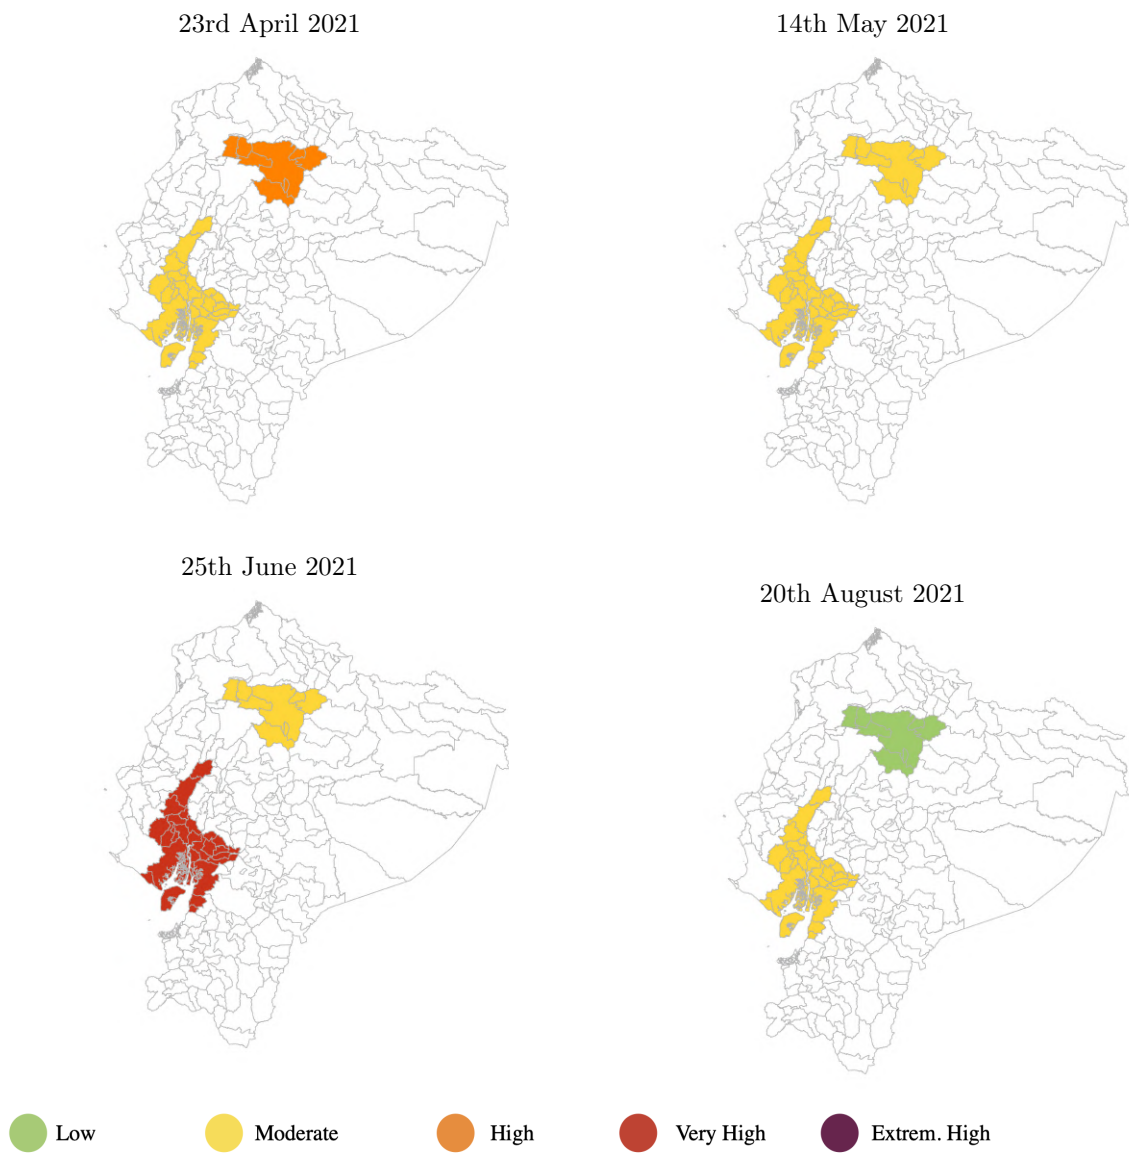 23rd April 2021
14th May 2021
25th June 2021
20th August 2021
Low
Moderate
High
Very High
Extrem. High